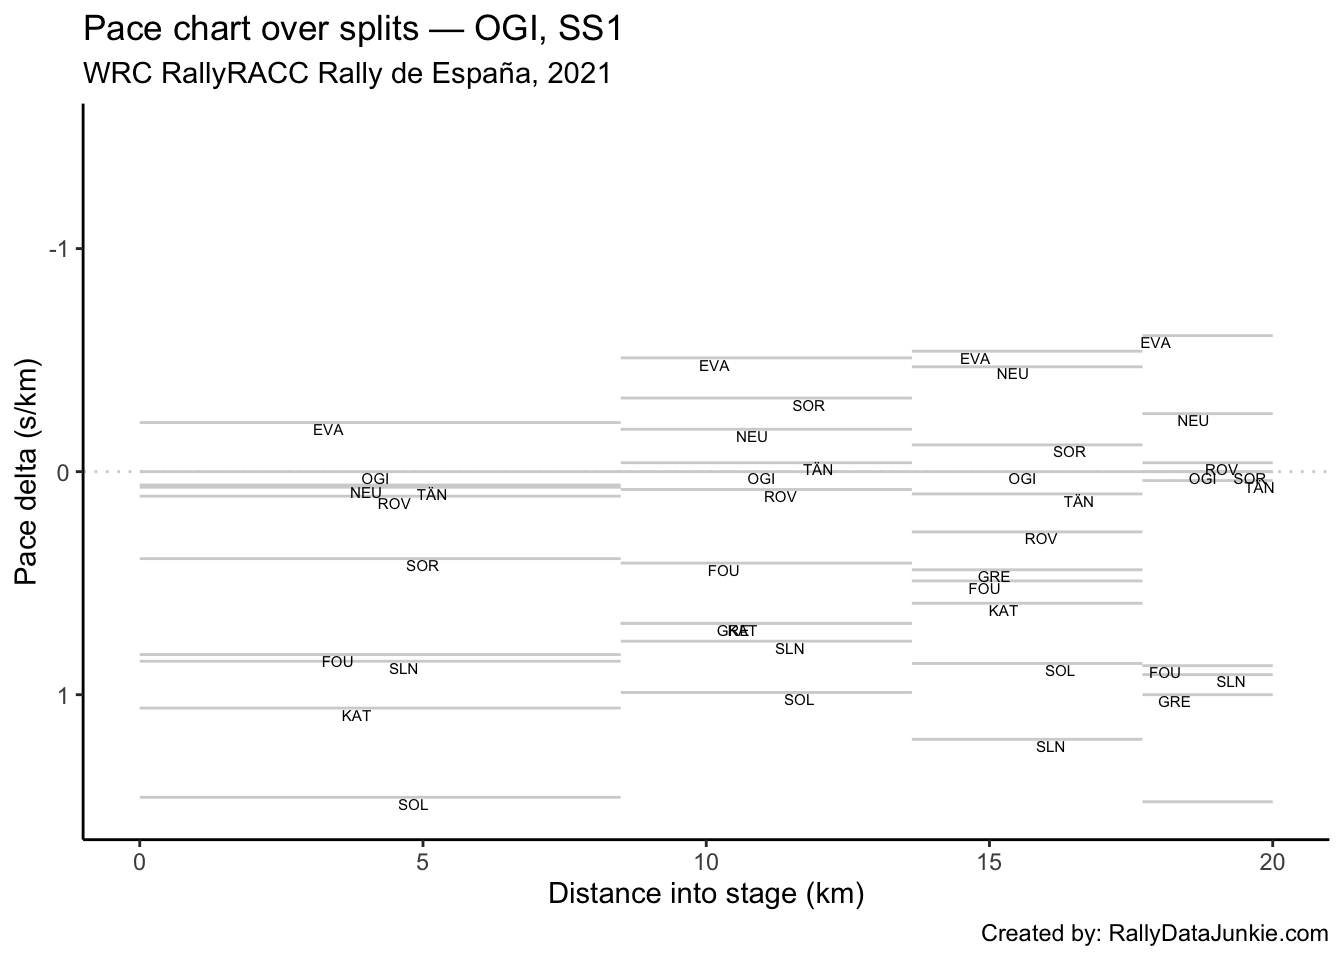 Pace chart over splits — OGI, SS1
WRC RallyRACC Rally de España, 2021
Pace delta (s/km)
-1
0
1
EVA
OGI
NEU
TÄN
ROV
SOR
FOU
SLN
KAT
SOL
EVA
SOR
NEU
TÄN
OGI
ROV
FOU
GRE
KAT
SLN
SOL
EVA
NEU
SOR
OGI
TÄN
ROV
GRE
FOU
KAT
SOL
SLN
EVA
NEU
ROV
OGI
SOR
TÄN
FOU
SLN
GRE
0 5 10 15 20
Distance into stage (km)
Created by: RallyDataJunkie.com